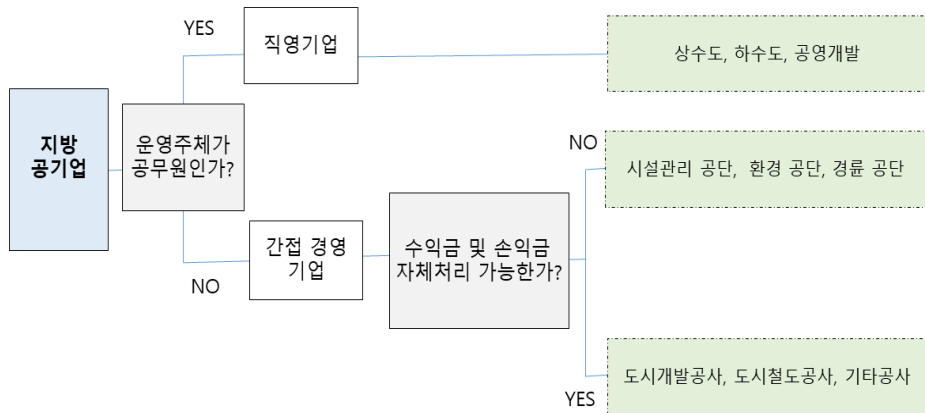 지방
공기업
운영주체가
공무원인가?
YES
직영기업
상수도, 하수도, 공영개발
NO
간접 경영
기업
수익금 및 손익금
자체처리 가능한가?
NO
시설관리 공단, 환경 공단, 경륜 공단
YES
도시개발공사, 도시철도공사, 기타공사